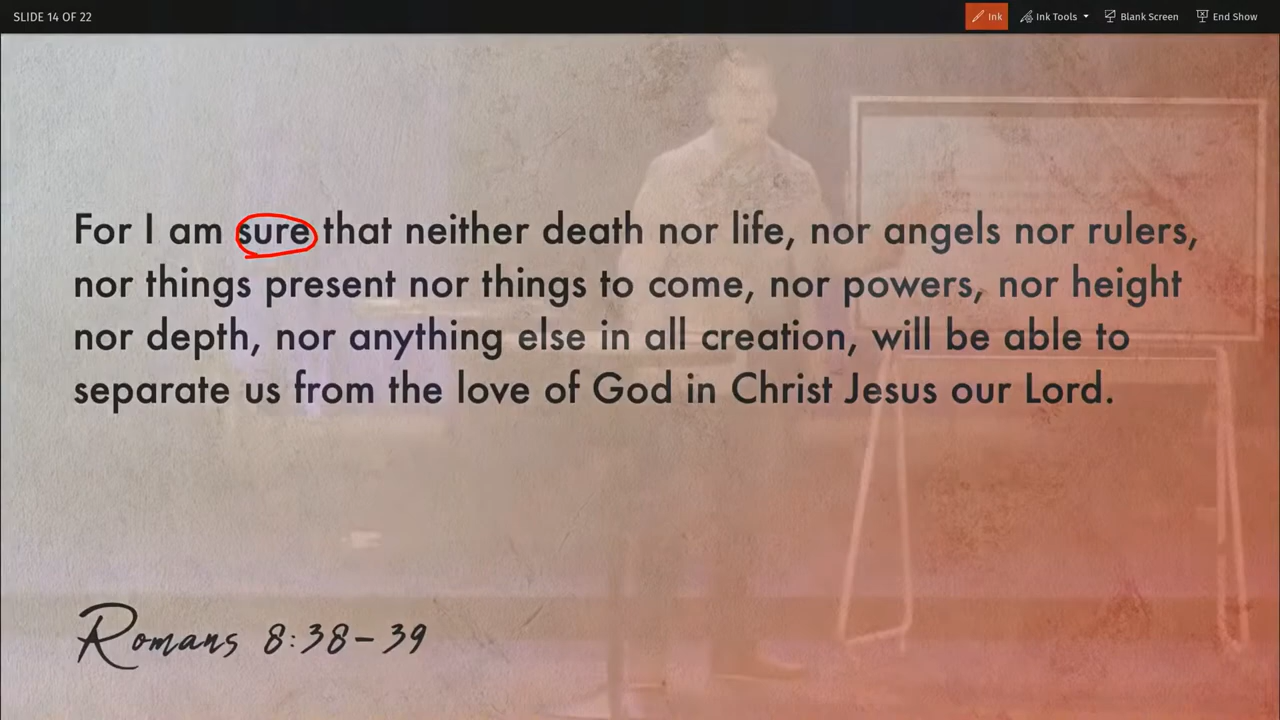 SLIDE 14 OF 22
Ink
Ink Tools
Blank Screen
End Show
For I am sure that neither death nor life, nor angels nor rulers,
nor things present nor things to come, nor powers, nor height
nor depth, nor anything else in all creation, will be able to
separate us from the love of God in Christ Jesus our Lord.
Romans 8:38-39